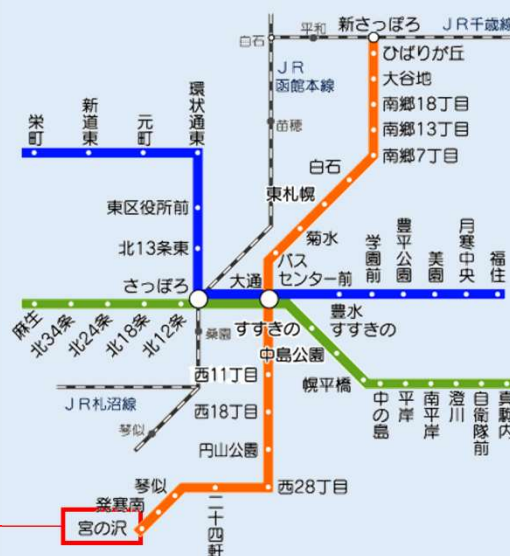 新さっぽろ
JR千歳線
平和
白石
ひばりが丘
大谷地
南郷18丁目
南郷13丁目
南郷7丁目
JR
函館本線
苗穂
白石
東札幌
菊水
バス
センター前
環状通東
元町
新道東
栄町
東区役所前
北13条東
さっぽろ
大通
学園前
豊平公園
美園
月寒中央
福住
麻生
北34条
北24条
北18条
北12条
桑園
すすきの
豊水
すすきの
中島公園
幌平橋
中の島
平岸
南平岸
澄川
自衛隊前
真駒内
西11丁目
西18丁目
円山公園
西28丁目
JR札沼線
琴似
琴似
二十四軒
発寒南
宮の沢